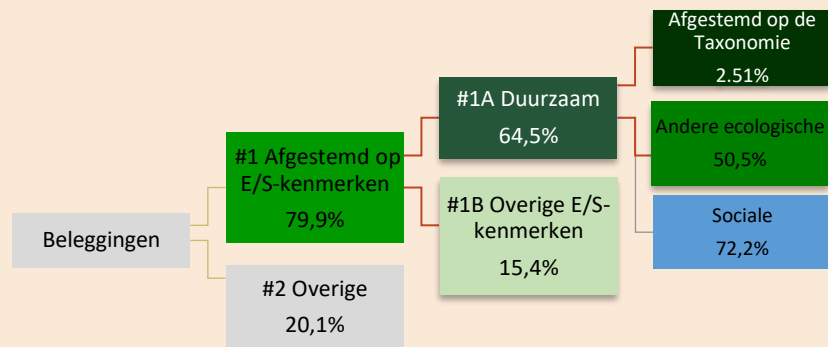 Beleggingen
#1 Afgestemd op
E/S-kenmerken
79,9%
#2 Overige
20,1%
#1A Duurzaam
64,5%
#1B Overige E/S-
kenmerken
15,4%
Afgestemd op de
Taxonomie
2.51%
Andere ecologische
50,5%
Sociale
72,2%